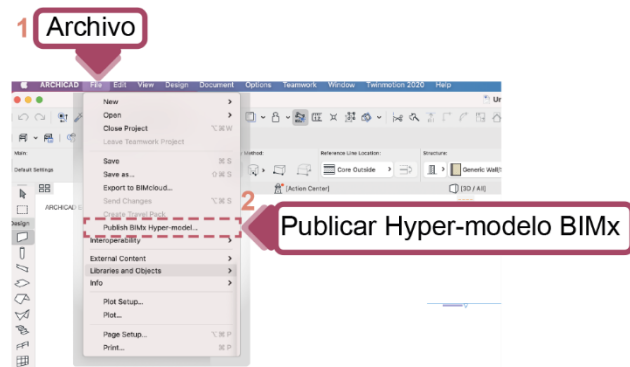 1 Archivo
ARCHICAD File Edit View Design Document Options Teamwork Window Twinmotion 2020 Help
New
Open
Close Project ⌥⌘W
Leave Teamwork Project
Main:
Method:
Reference Line Location:
Structure:
Default Settings
Save ⌘S
Core Outside
Generic Wall/
Save as... ⇧⌘S
Export to BIMcloud...
[Action Center]
[3D / All]
Send Changes ⌥⌘S
ARCHICAD
Create Travel Pack
2
Publish BIMx Hyper-model...
Publicar Hyper-modelo BIMx
Design
Interoperability
External Content
Libraries and Objects
Info
Plot Setup...
Plot...
Page Setup... ⌥⌘P
Print... ⌘P